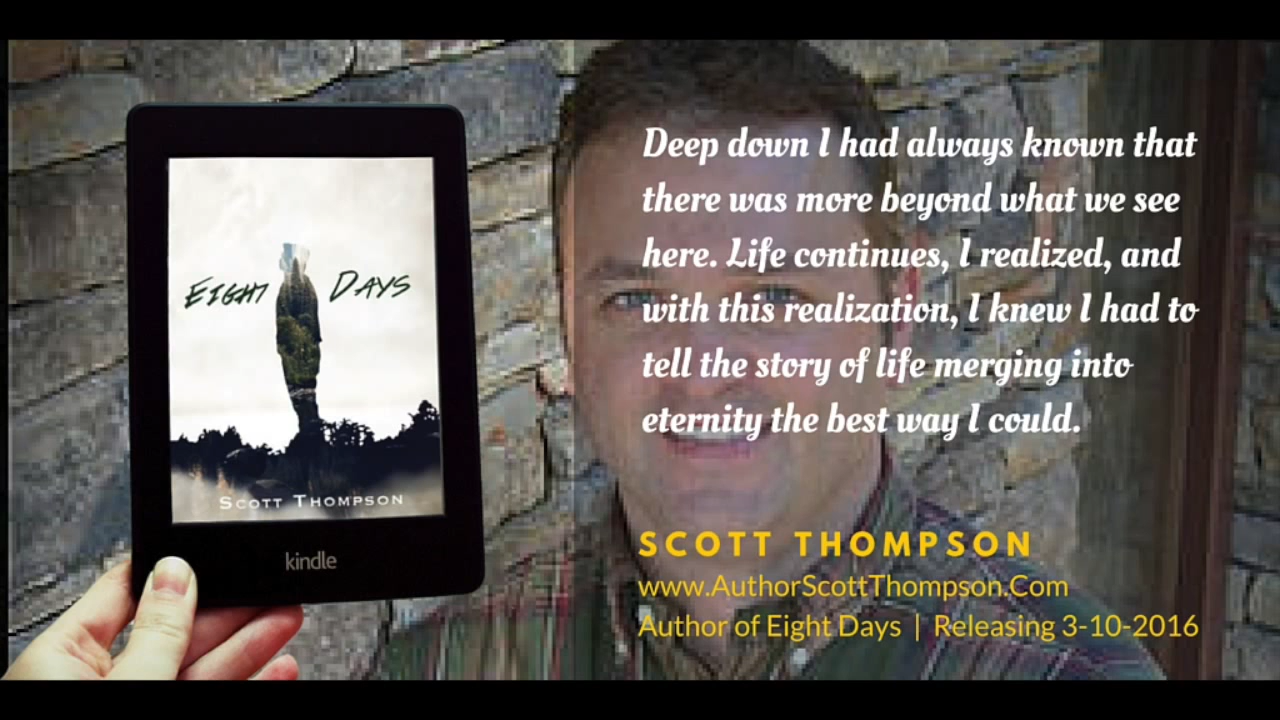 Eight Days
Scott Thompson
kindle
Deep down I had always known that
there was more beyond what we see
here. Life continues, I realized, and
with this realization, I knew I had to
tell the story of life merging into
eternity the best way I could.
SCOTT THOMPSON
www.AuthorScottThompson.Com
Author of Eight Days | Releasing 3-10-2016